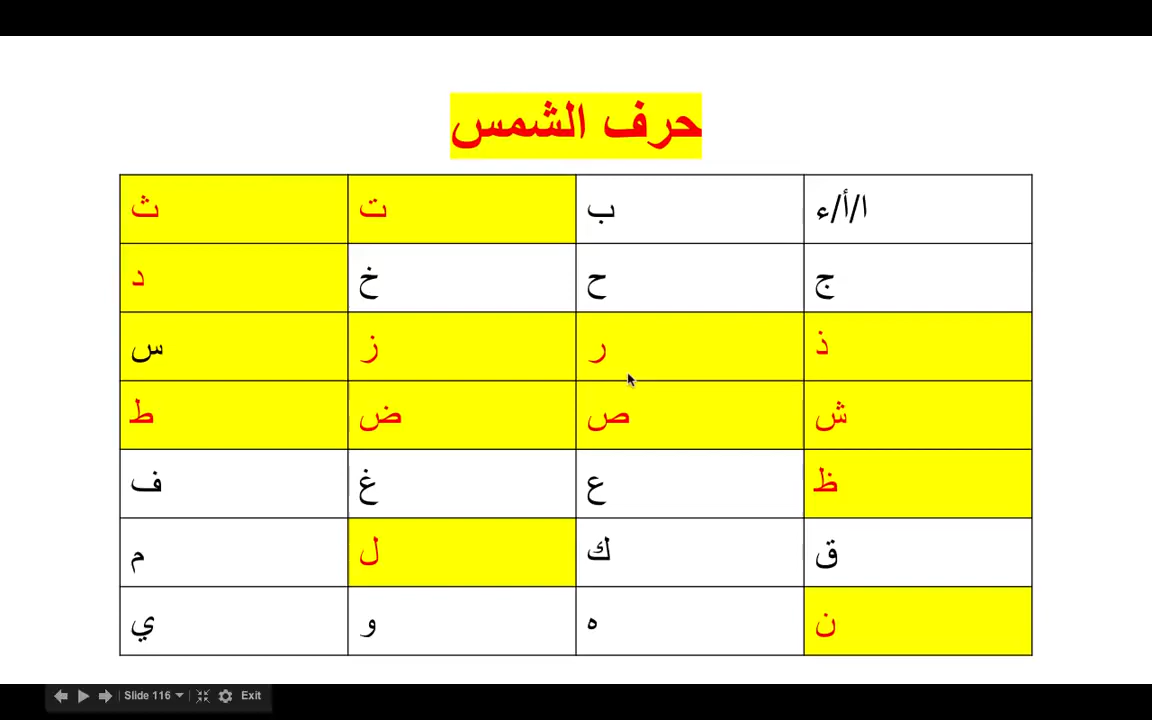 حرف الشمس
ا/أ/ء ب ت ث
ج ح خ د
ذ ر ز س
ش ص ض ط
ظ ع غ ف
ق ك ل م
ن ه و ي
Slide 116 Exit